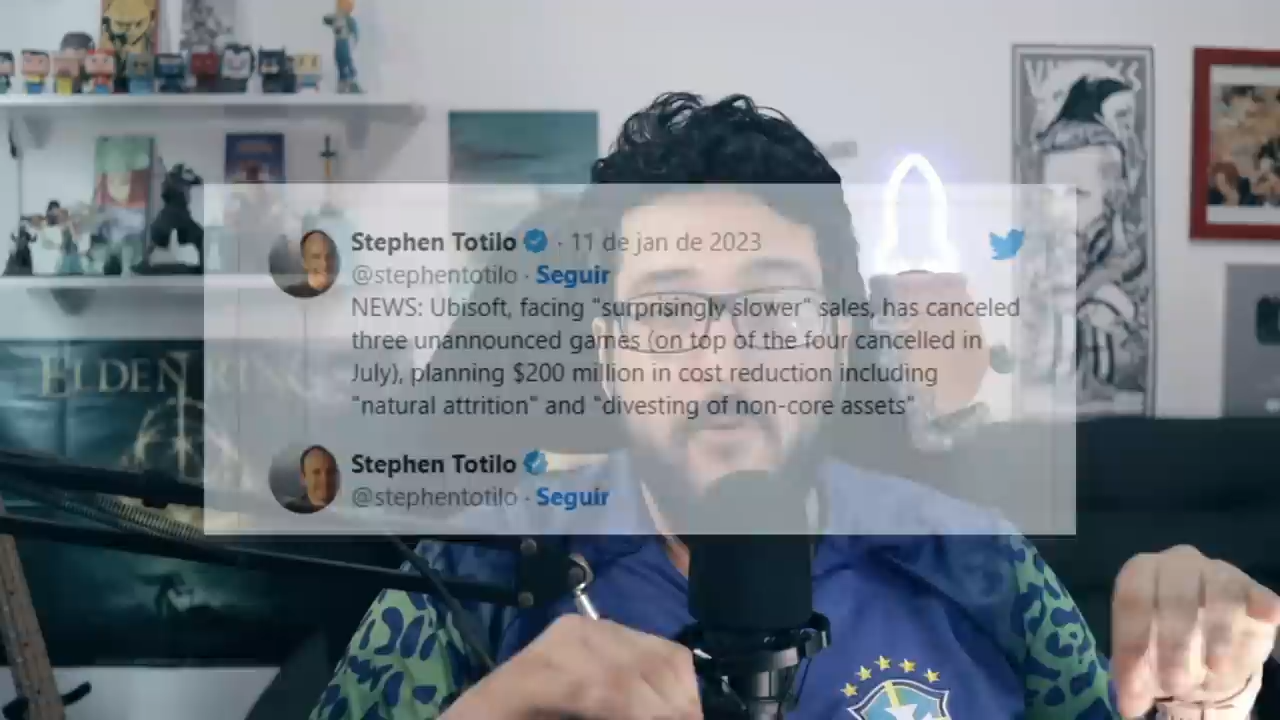 Stephen Totilo · 11 de jan de 2023
@stephentotilo · Seguir
NEWS: Ubisoft, facing "surprisingly slower" sales, has canceled
three unannounced games (on top of the four cancelled in
July), planning $200 million in cost reduction including
"natural attrition" and "divesting of non-core assets"
Stephen Totilo
@stephentotilo · Seguir
ELDEN RING